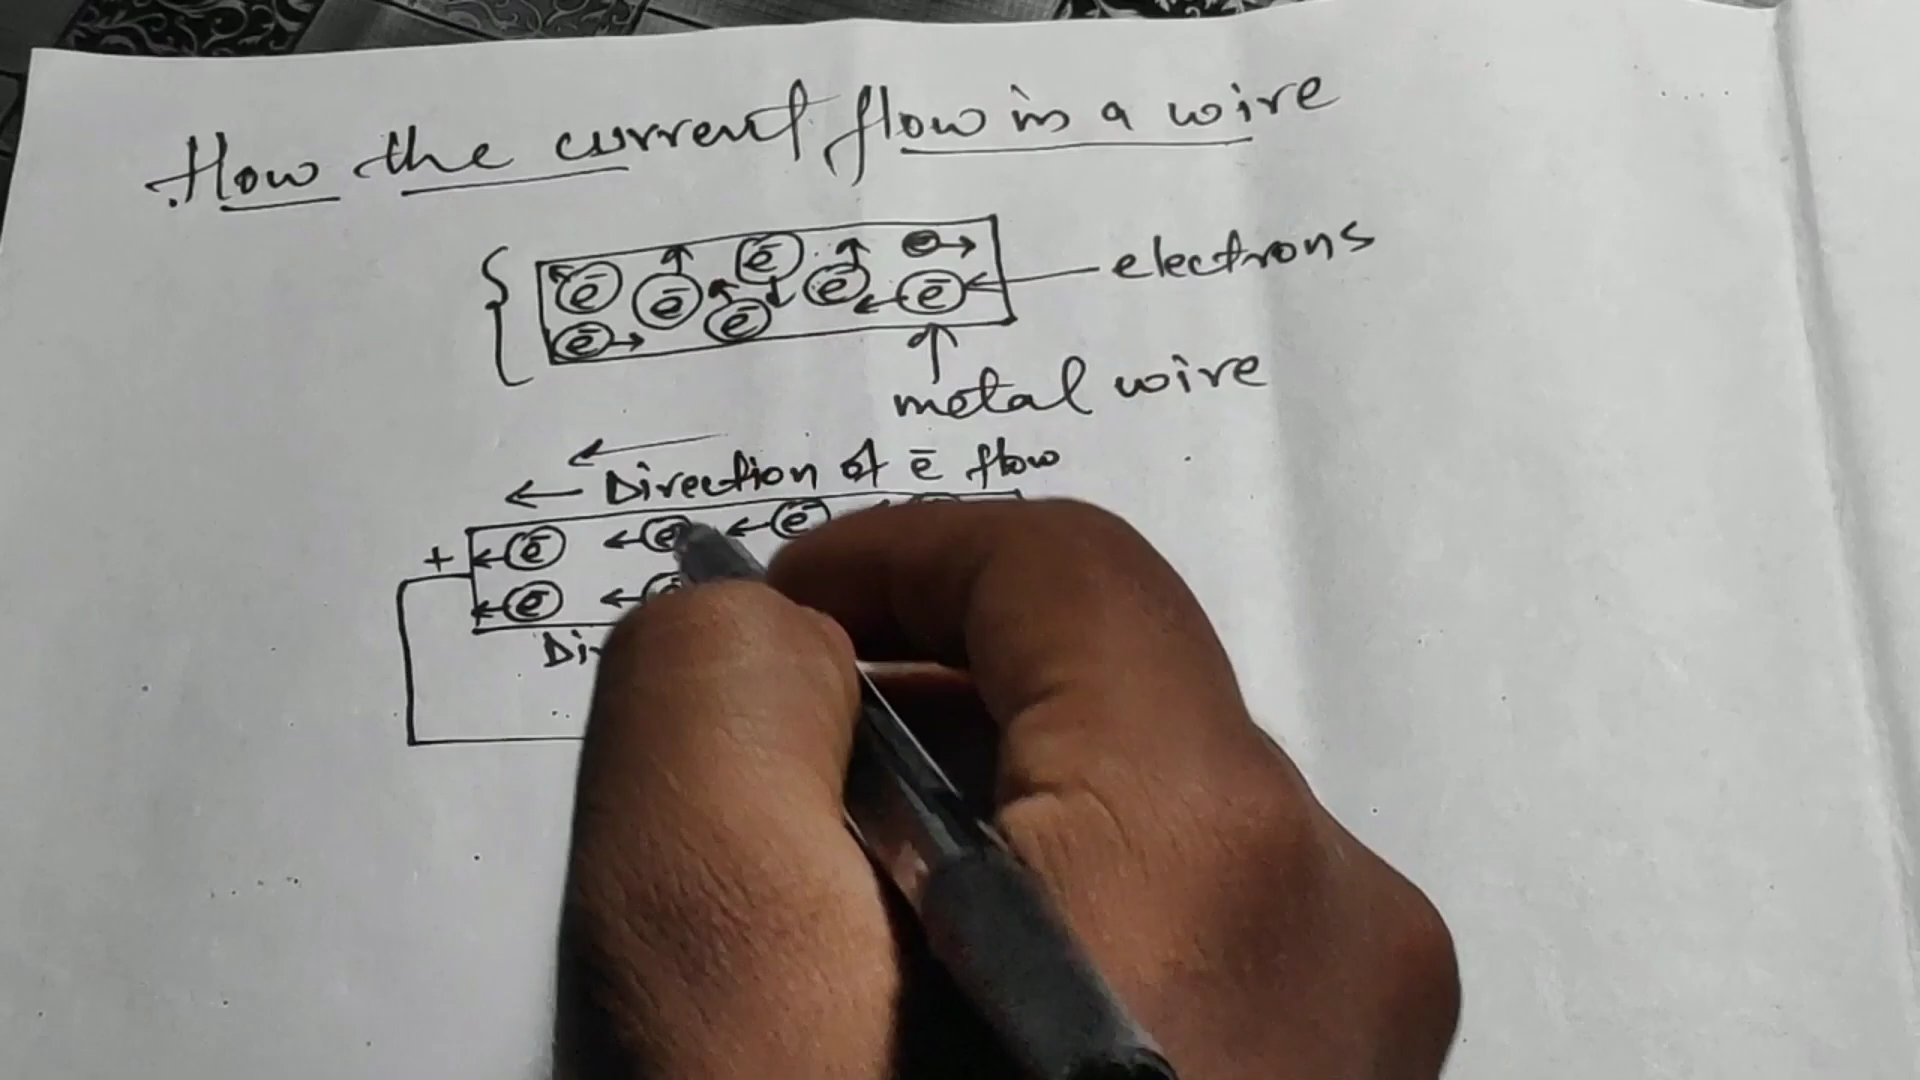 How the current flow in a wire
ē ē ē ē ē ē ē
electrons
metal wire
Direction of ē flow
+ ē ē ē
ē